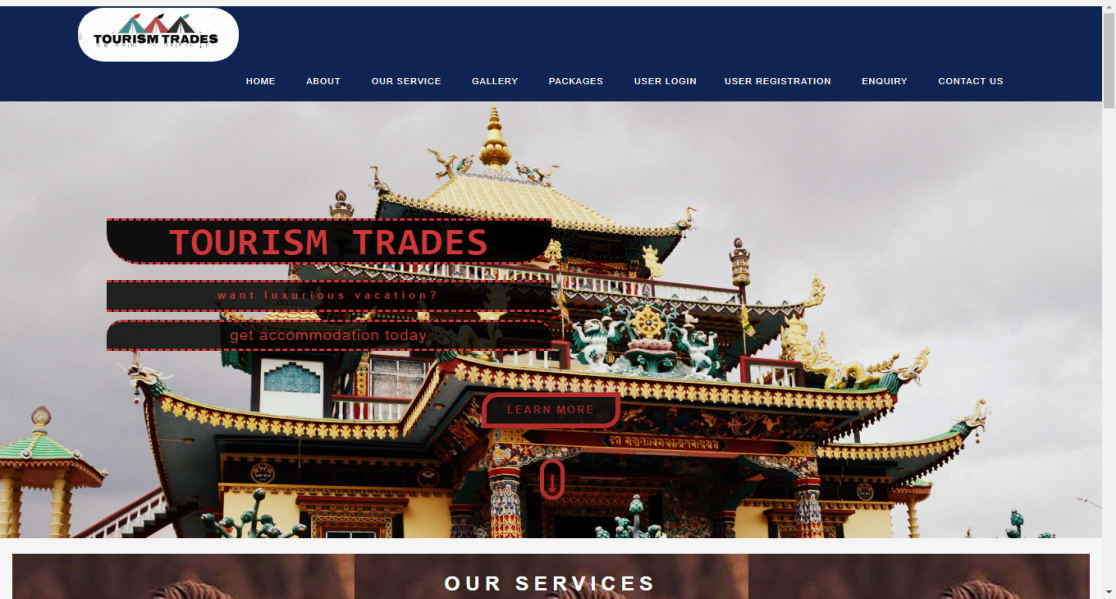 TOURISM TRADES
HOME ABOUT OUR SERVICE GALLERY PACKAGES USER LOGIN USER REGISTRATION ENQUIRY CONTACT US
TOURISM TRADES
want luxurious vacation?
get accommodation today
LEARN MORE
OUR SERVICES